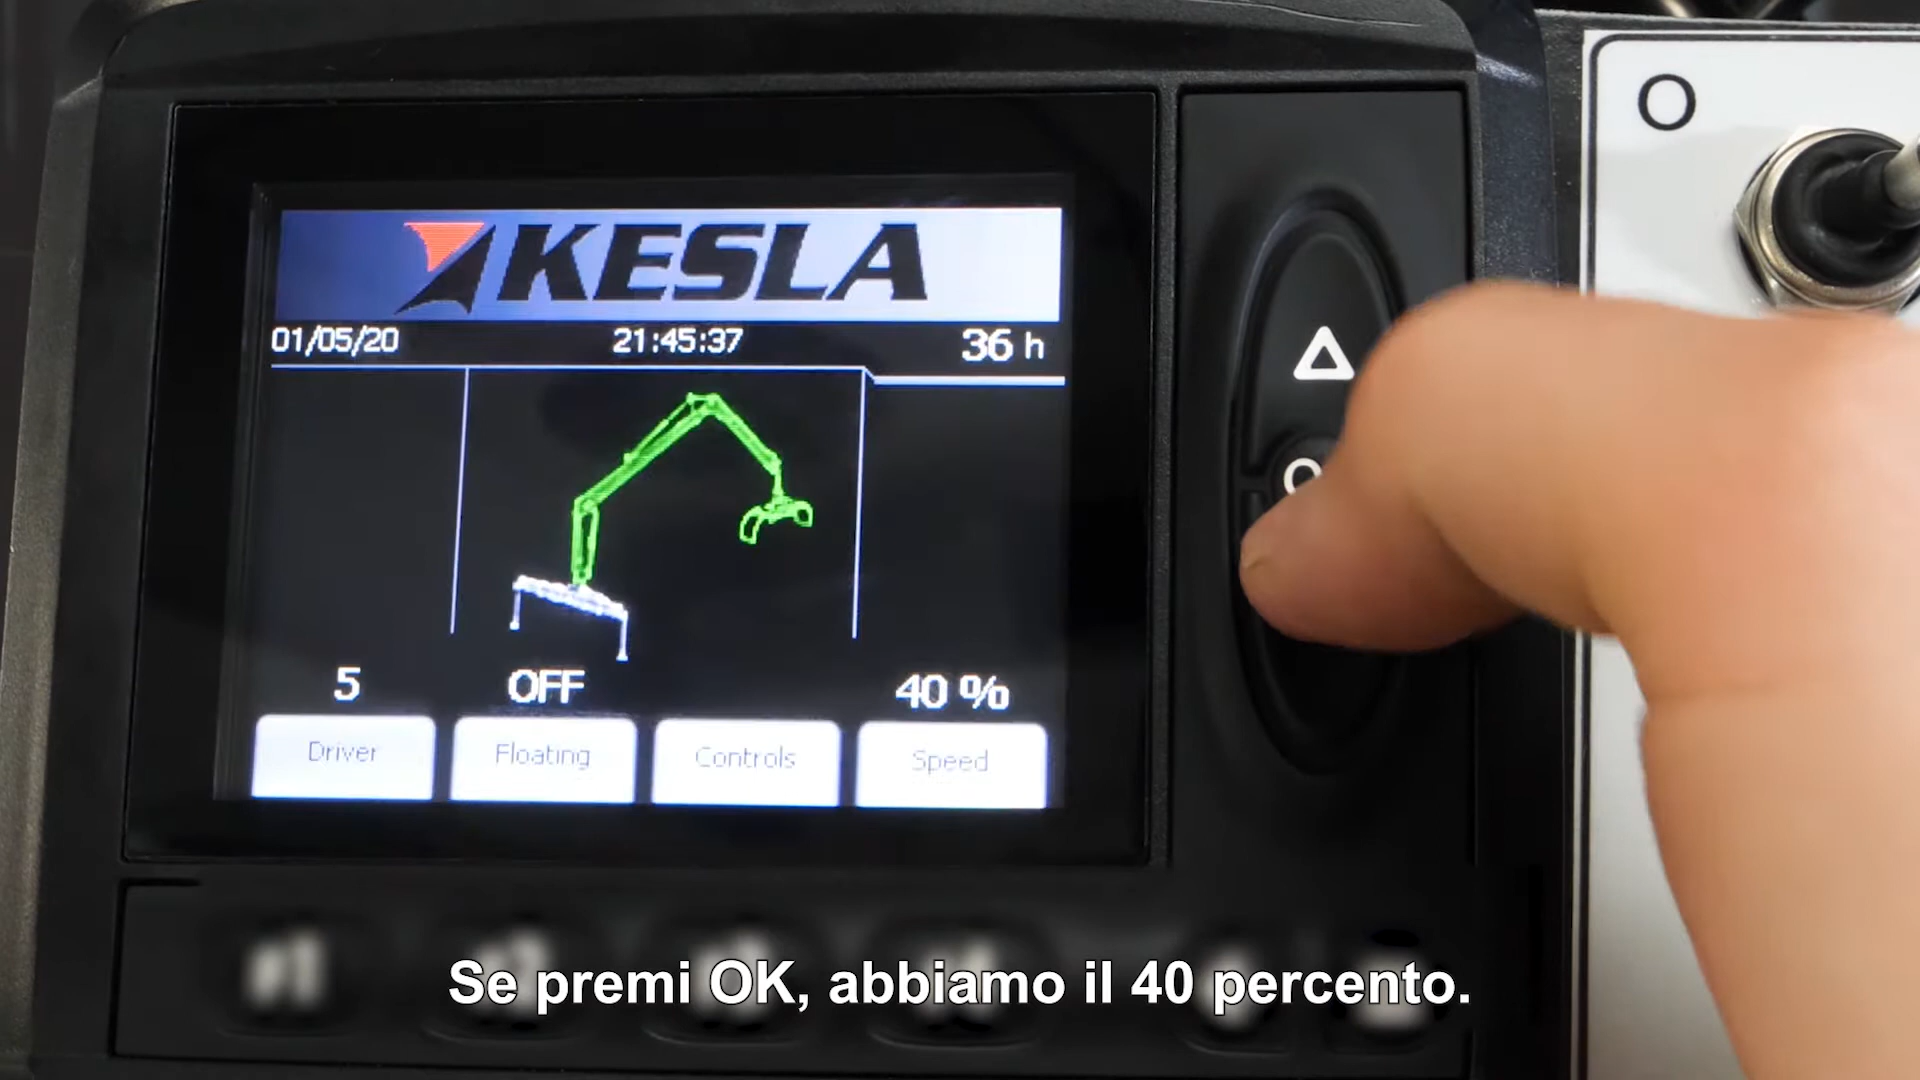 KESLA
01/05/20 21:45:37 36 h
5 OFF 40 %
Driver Floating Controls Speed
O
Se premi OK, abbiamo il 40 percento.